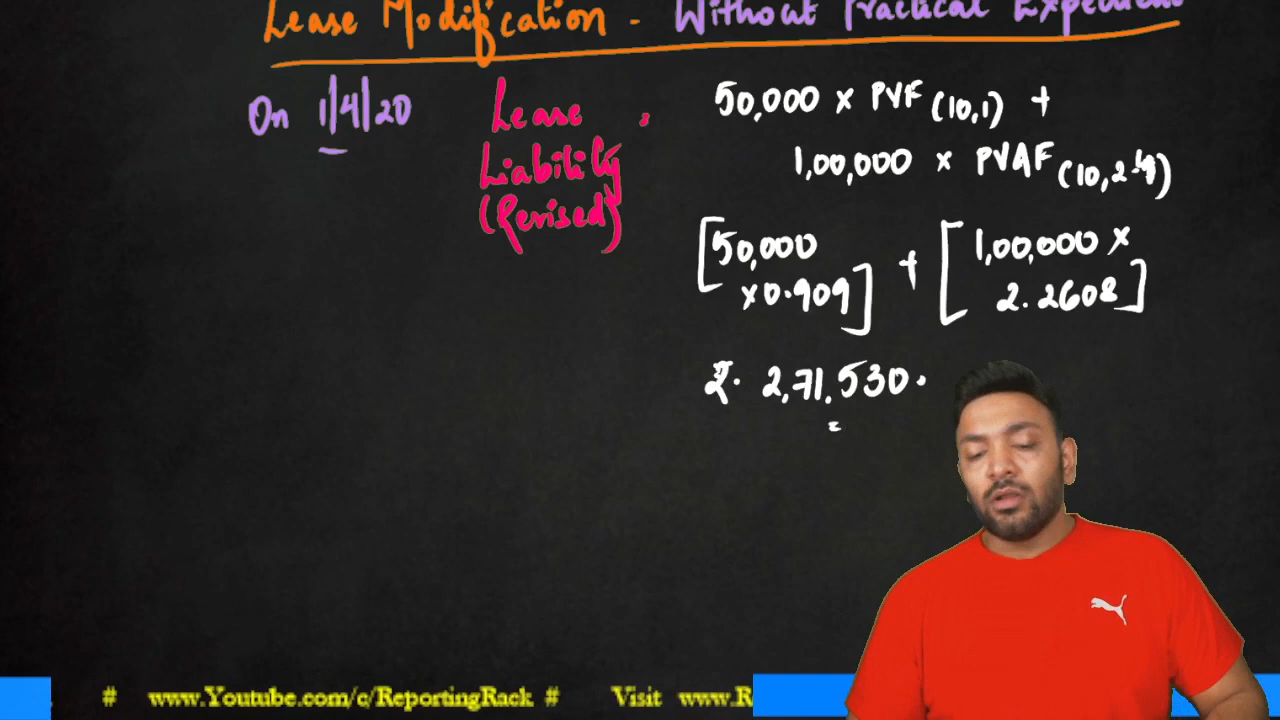 Lease Modification - Without Practical Expedient
On 1/4/20
Lease
Liability
(Revised)
:
50,000 x PVF (10,1) +
1,00,000 x PVAF (10,2-4)
[50,000
x0.909] + [1,00,000 x
2.2608]
₹. 2,71,530.
# www.Youtube.com/c/ReportingRack # Visit www.R